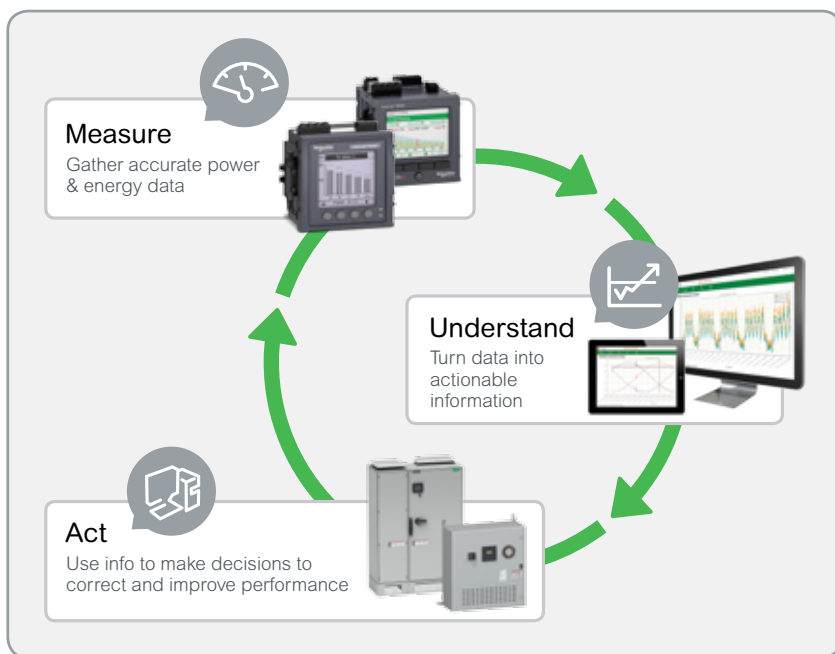 Measure
Gather accurate power
& energy data
Understand
Turn data into
actionable
information
Act
Use info to make decisions to
correct and improve performance